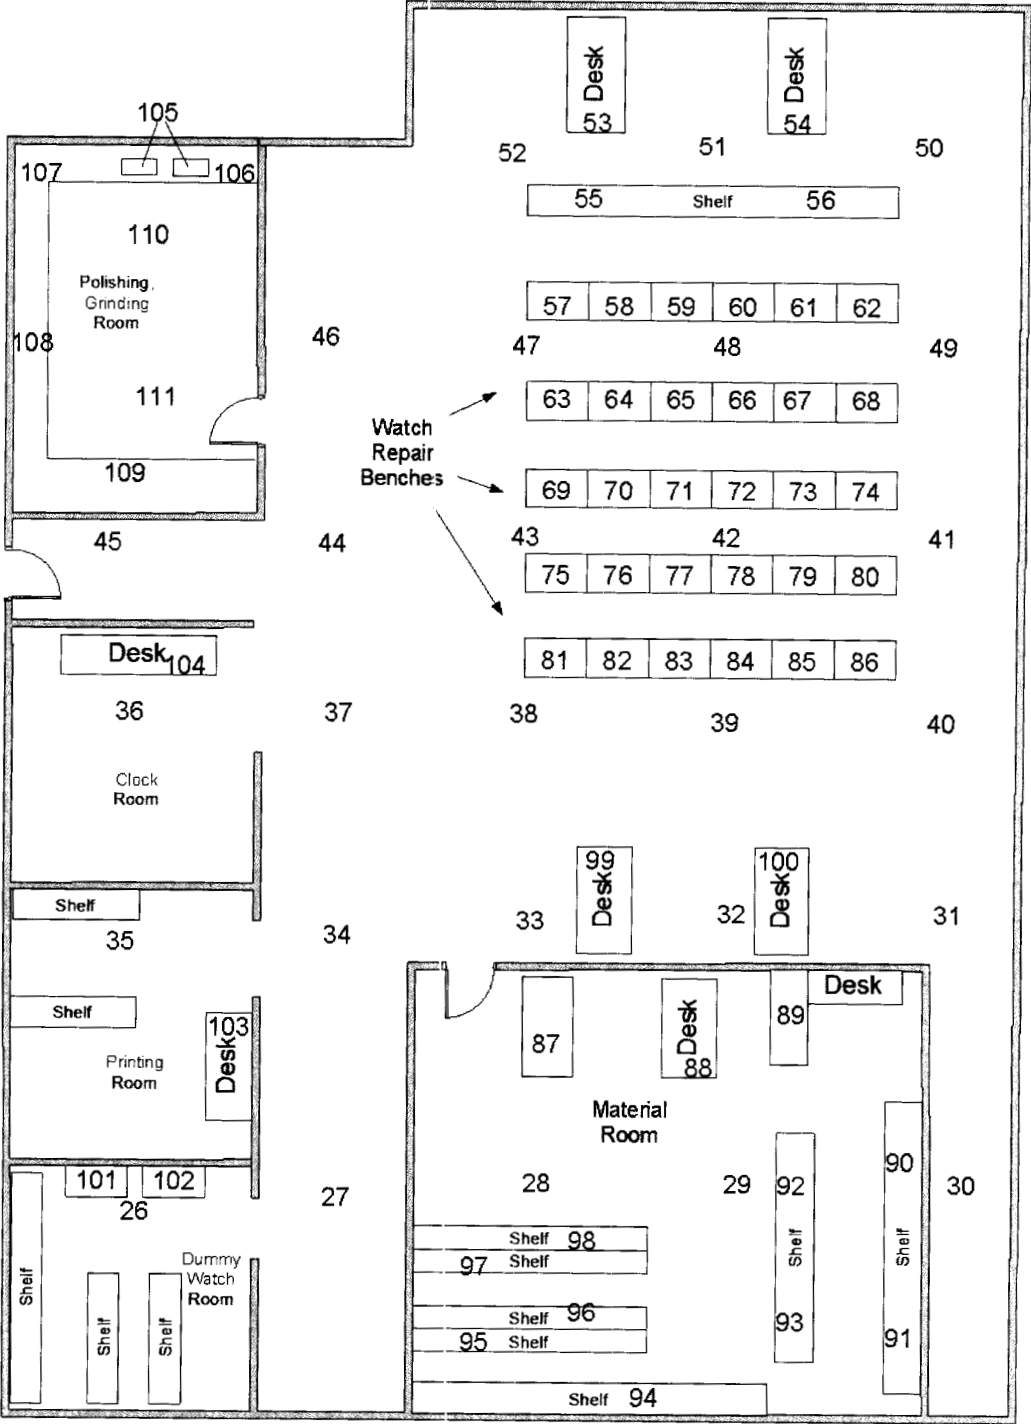 Desk
Desk
53
54
105
52
51
50
107
106
55
Shelf
56
110
Polishing,
Grinding
Room
57
58
59
60
61
62
108
46
47
48
49
111
63
64
65
66
67
68
Watch
Repair
Benches
109
69
70
71
72
73
74
45
44
43
42
41
75
76
77
78
79
80
Desk
104
81
82
83
84
85
86
36
37
38
39
40
Clock
Room
99
Desk
100
Desk
Shelf
35
34
33
32
31
Desk
Shelf
103
Desk
87
Desk
88
89
Printing
Room
Material
Room
101
102
26
27
28
29
92
90
30
Shelf
98
97
Shelf
Dummy
Watch
Room
Shelf
Shelf
Shelf
Shelf
Shelf
Shelf
96
95
Shelf
93
91
Shelf
94